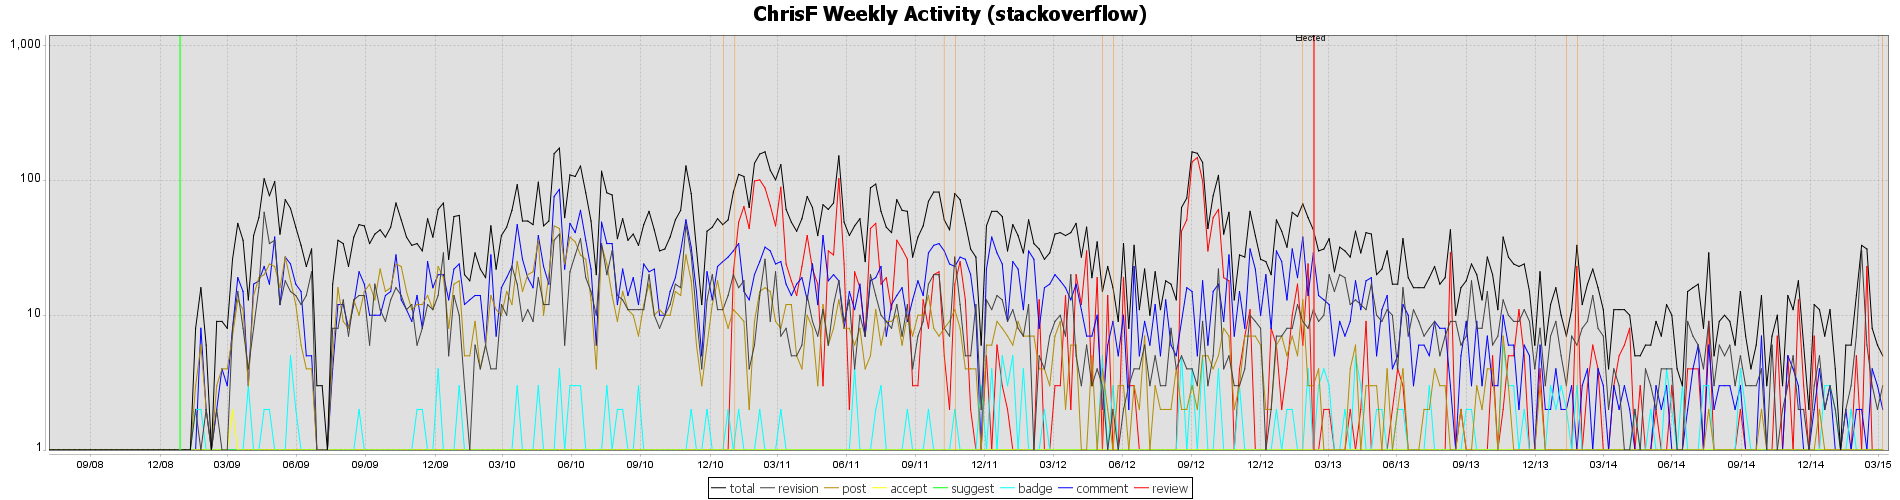 ChrisF Weekly Activity (stackoverflow)
1,000
Elected
100
10
1
09/08 12/08 03/09 06/09 09/09 12/09 03/10 06/10 09/10 12/10 03/11 06/11 09/11 12/11 03/12 06/12 09/12 12/12 03/13 06/13 09/13 12/13 03/14 06/14 09/14 12/14 03/15
total revision post accept suggest badge comment review